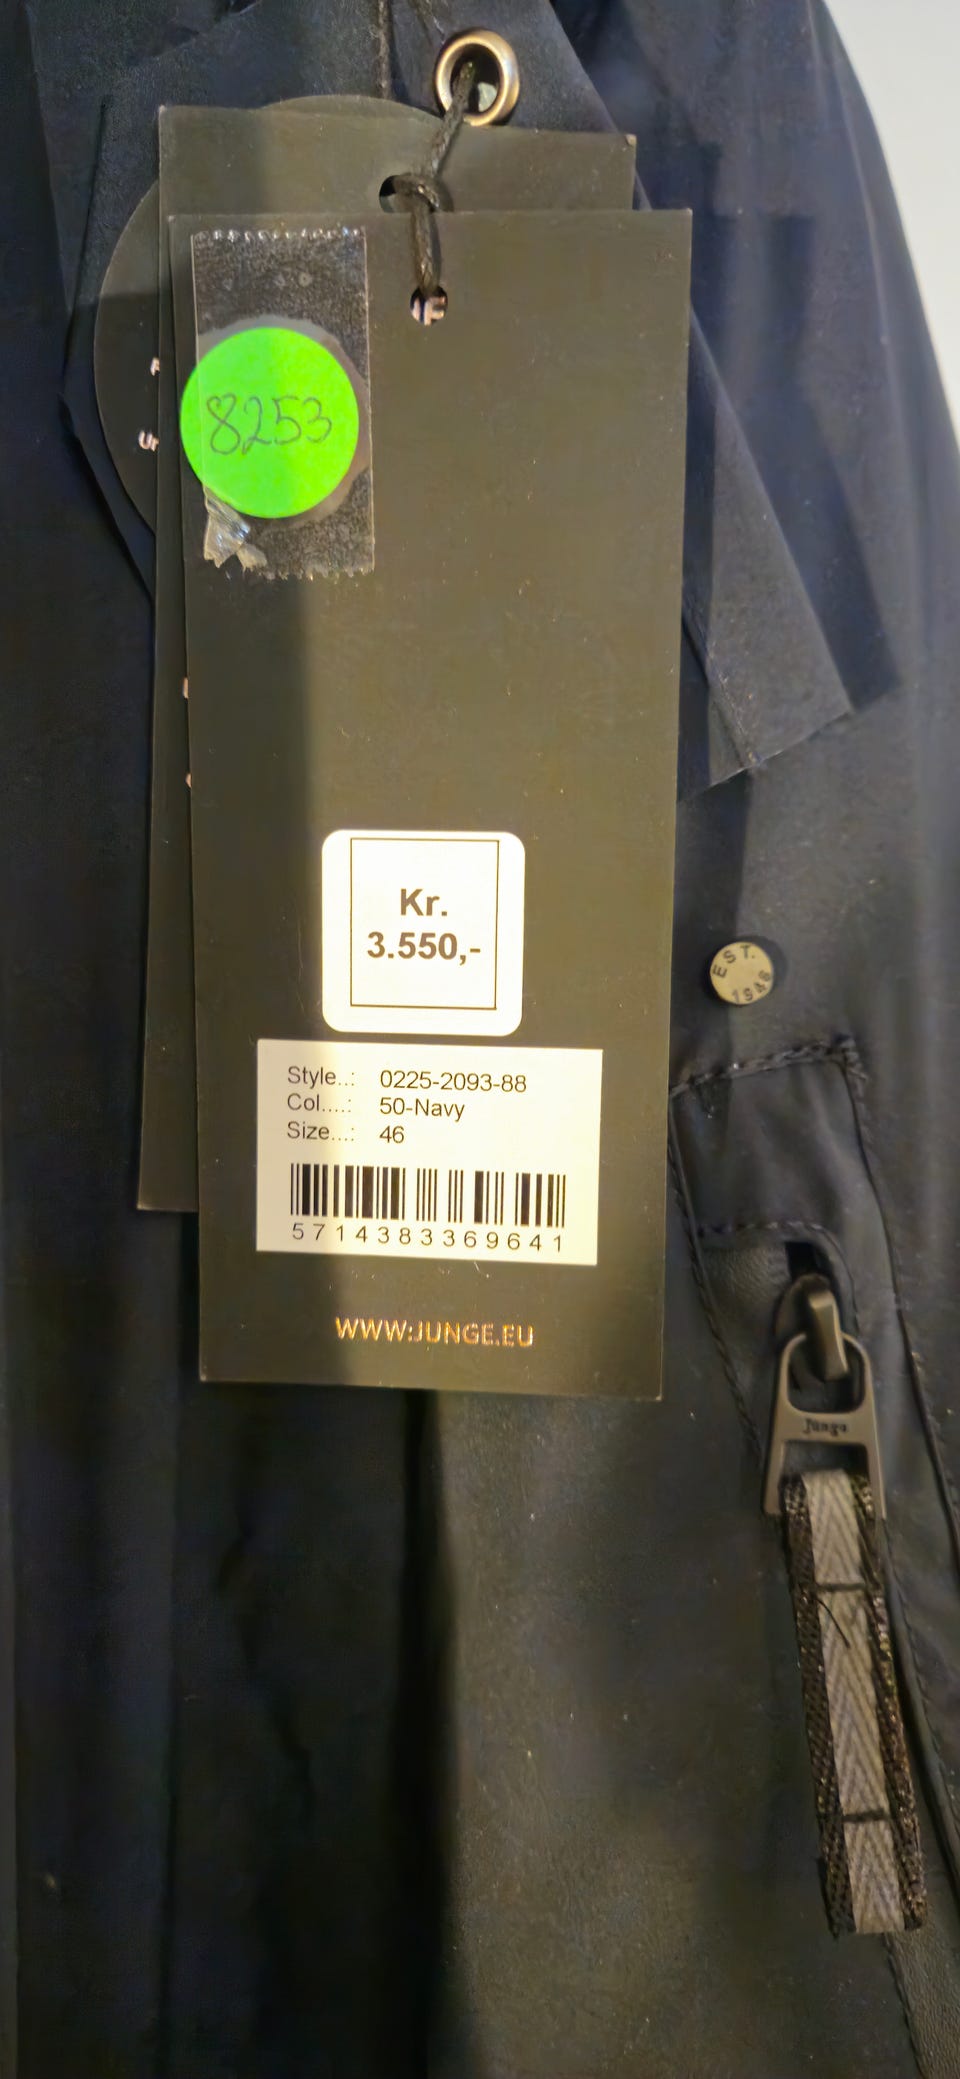 8253
Kr.
3.550,-
Style..: 0225-2093-88
Col....: 50-Navy
Size...: 46
5714383369641
WWW.JUNGE.EU
EST.
1946
Junge